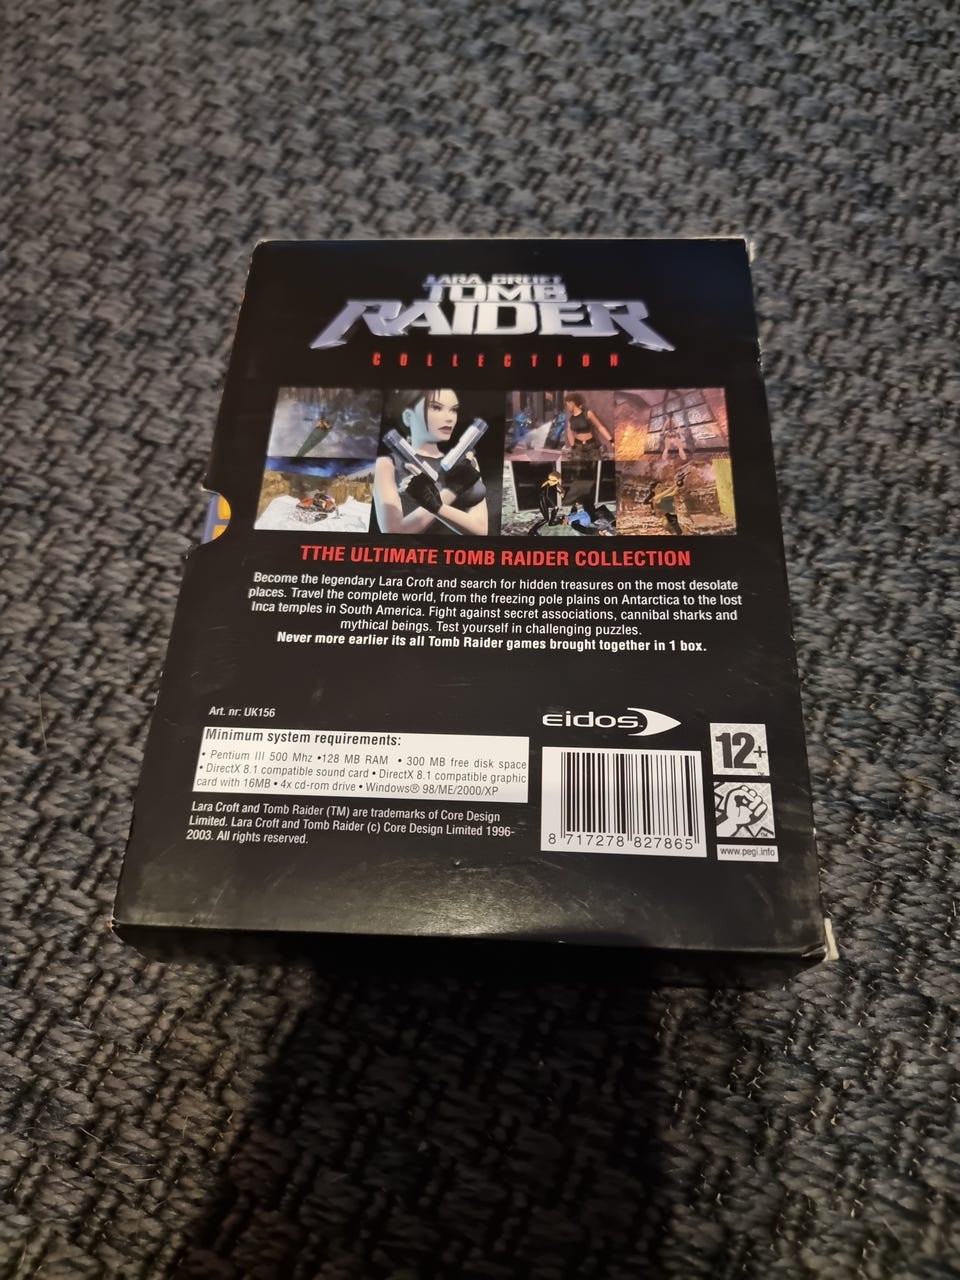 LARA CROFT
TOMB
RAIDER
COLLECTION
TTHE ULTIMATE TOMB RAIDER COLLECTION
Become the legendary Lara Croft and search for hidden treasures on the most desolate
places. Travel the complete world, from the freezing pole plains on Antarctica to the lost
Inca temples in South America. Fight against secret associations, cannibal sharks and
mythical beings. Test yourself in challenging puzzles.
Never more earlier its all Tomb Raider games brought together in 1 box.
Art. nr: UK156
eidos
Minimum system requirements:
• Pentium III 500 Mhz •128 MB RAM • 300 MB free disk space
• DirectX 8.1 compatible sound card • DirectX 8.1 compatible graphic
card with 16MB • 4x cd-rom drive • Windows® 98/ME/2000/XP
Lara Croft and Tomb Raider (TM) are trademarks of Core Design
Limited. Lara Croft and Tomb Raider (c) Core Design Limited 1996-
2003. All rights reserved.
8 717278 827865
12+
TM
TM
www.pegi.info